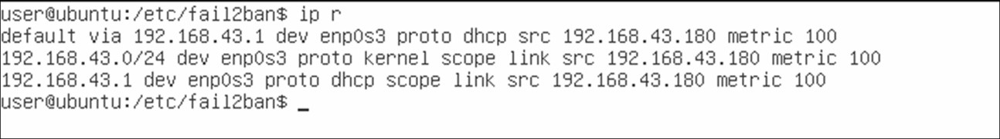 user@ubuntu:/etc/fail2ban$ ip r
default via 192.168.43.1 dev enp0s3 proto dhcp src 192.168.43.180 metric 100
192.168.43.0/24 dev enp0s3 proto kernel scope link src 192.168.43.180 metric 100
192.168.43.1 dev enp0s3 proto dhcp scope link src 192.168.43.180 metric 100
user@ubuntu:/etc/fail2ban$ _